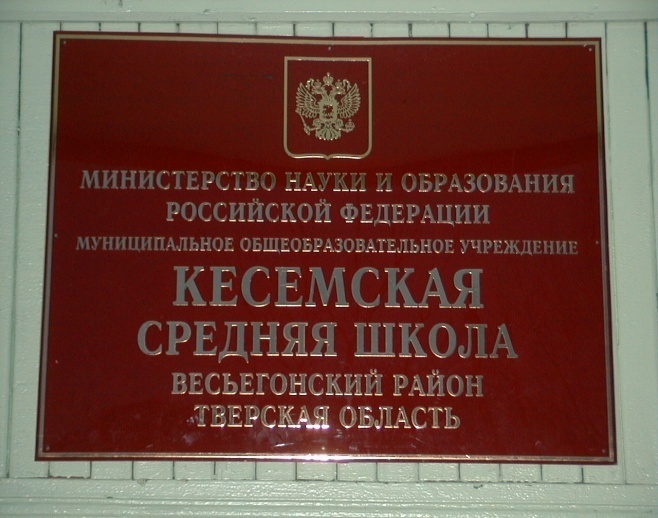 МИНИСТЕРСТВО НАУКИ И ОБРАЗОВАНИЯ
РОССИЙСКОЙ ФЕДЕРАЦИИ
МУНИЦИПАЛЬНОЕ ОБЩЕОБРАЗОВАТЕЛЬНОЕ УЧРЕЖДЕНИЕ
КЕСЕМСКАЯ
СРЕДНЯЯ ШКОЛА
ВЕСЬЕГОНСКИЙ РАЙОН
ТВЕРСКАЯ ОБЛАСТЬ